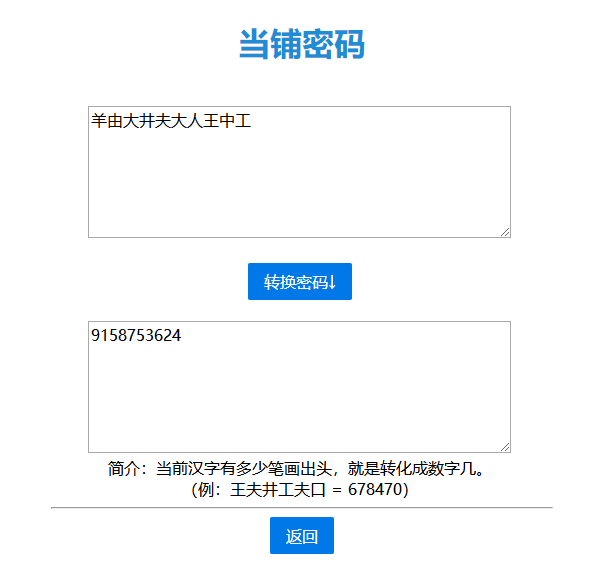 当铺密码
羊由大井夫大人王中工
转换密码↓
9158753624
简介：当前汉字有多少笔画出头，就是转化成数字几。
（例：王夫井工夫口 = 678470）
返回